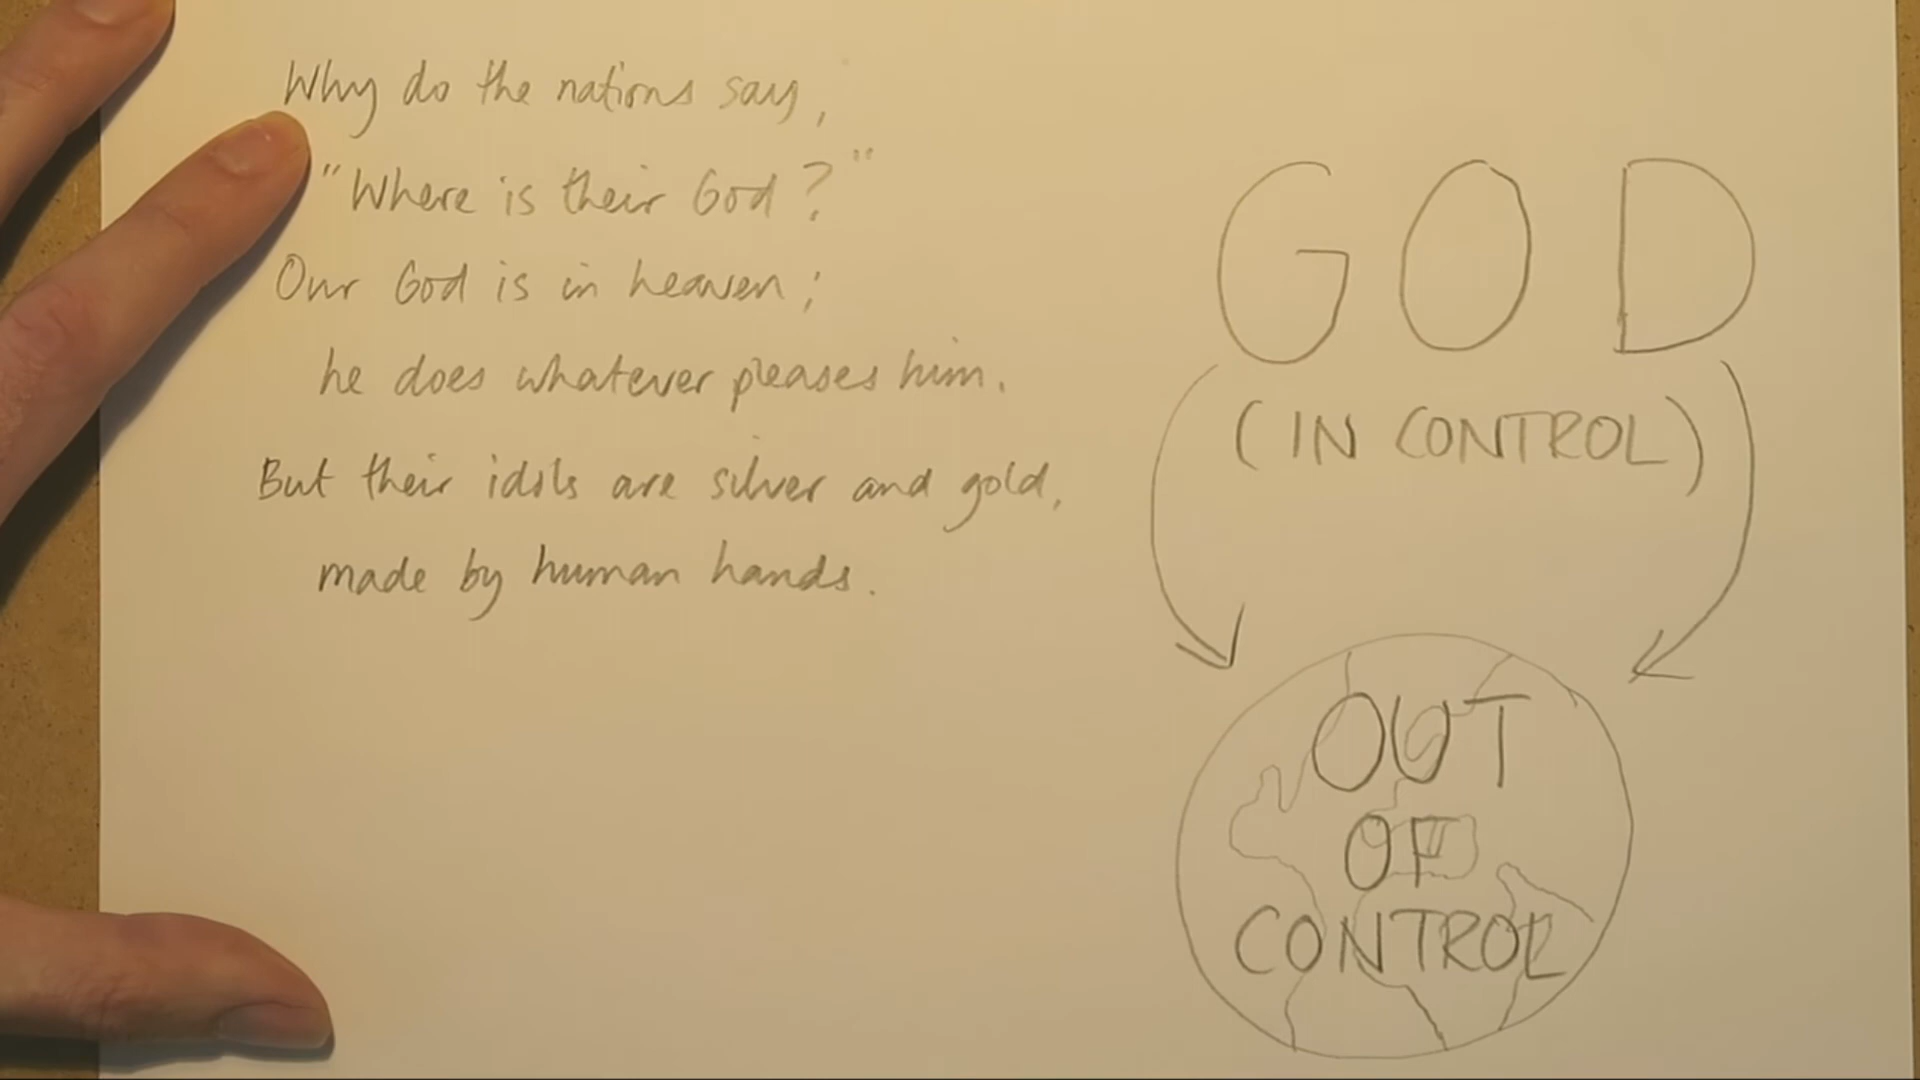 Why do the nations say,
"Where is their God?"
Our God is in heaven;
he does whatever pleases him.
But their idols are silver and gold,
made by human hands.
GOD
(IN CONTROL)
OUT
OF
CONTROL